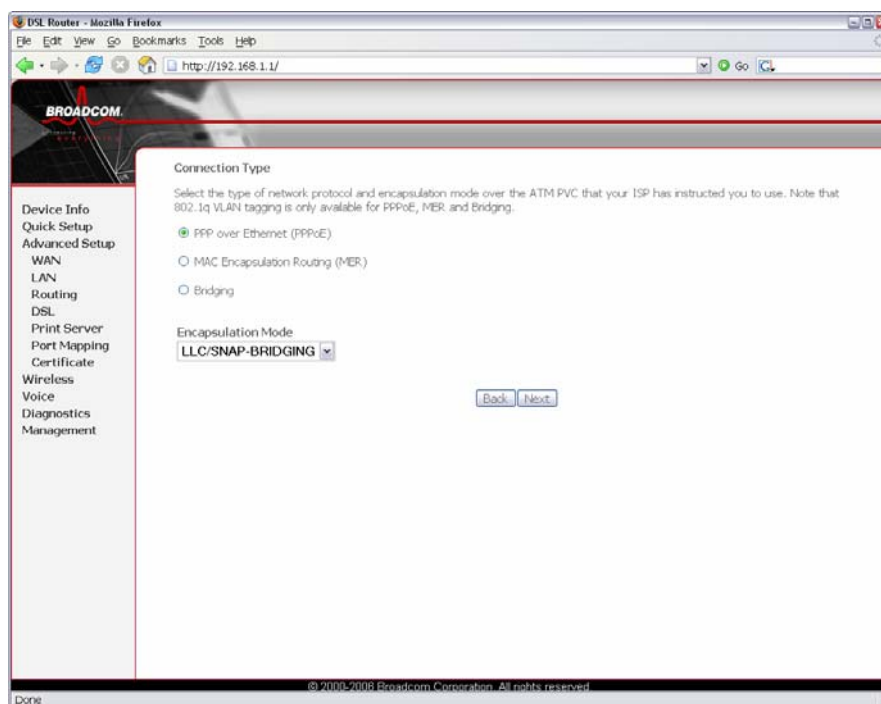 DSL Router - Mozilla Firefox
File Edit View Go Bookmarks Tools Help
http://192.168.1.1/
Go
BROADCOM.
Connection Type
Select the type of network protocol and encapsulation mode over the ATM PVC that your ISP has instructed you to use. Note that
802.1q VLAN tagging is only available for PPPoE, MER and Bridging.
PPP over Ethernet (PPPoE)
MAC Encapsulation Routing (MER)
Bridging
Encapsulation Mode
LLC/SNAP-BRIDGING
Back Next
Device Info
Quick Setup
Advanced Setup
WAN
LAN
Routing
DSL
Print Server
Port Mapping
Certificate
Wireless
Voice
Diagnostics
Management
© 2000-2006 Broadcom Corporation. All rights reserved.
Done